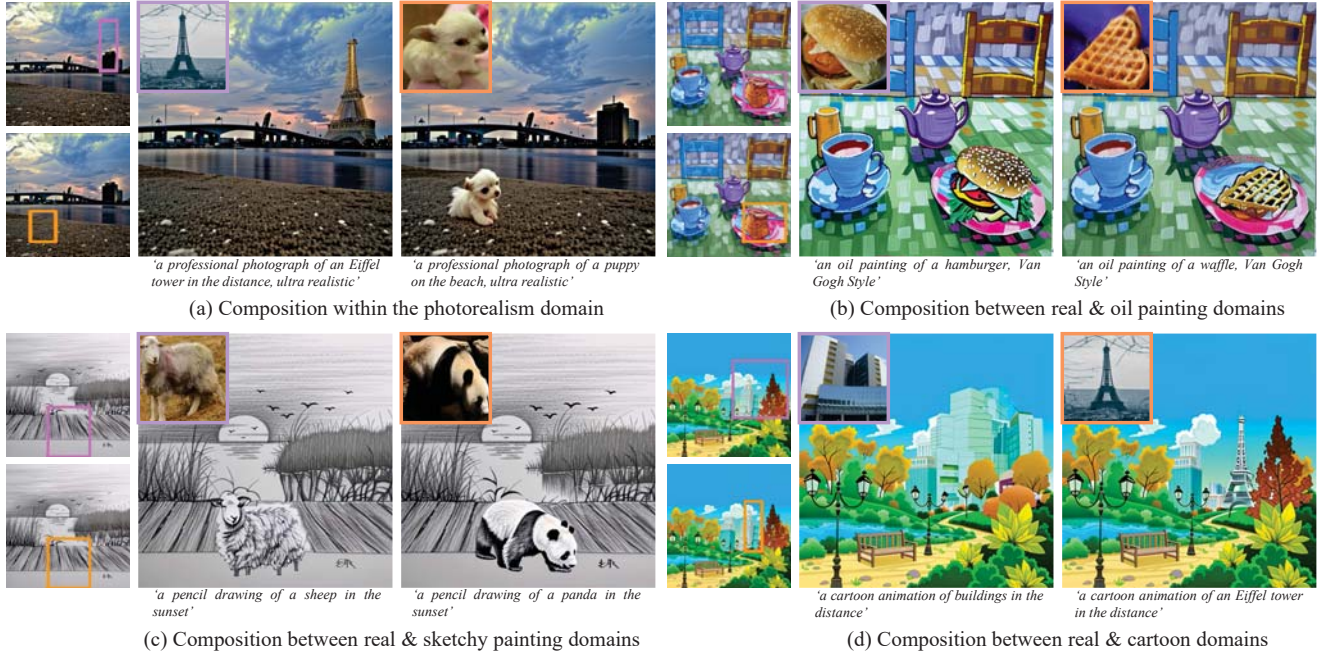 'a professional photograph of an Eiffel
tower in the distance, ultra realistic'
'a professional photograph of a puppy
on the beach, ultra realistic'
(a) Composition within the photorealism domain
'an oil painting of a hamburger, Van
Gogh Style'
'an oil painting of a waffle, Van Gogh
Style'
(b) Composition between real & oil painting domains
'a pencil drawing of a sheep in the
sunset'
'a pencil drawing of a panda in the
sunset'
(c) Composition between real & sketchy painting domains
'a cartoon animation of buildings in the
distance'
'a cartoon animation of an Eiffel tower
in the distance'
(d) Composition between real & cartoon domains